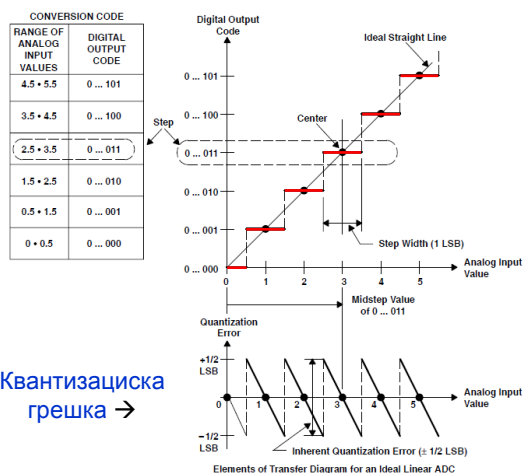 CONVERSION CODE
RANGE OF
ANALOG
INPUT
VALUES
DIGITAL
OUTPUT
CODE
4.5 • 5.5
0 ... 101
3.5 • 4.5
0 ... 100
2.5 • 3.5
0 ... 011
1.5 • 2.5
0 ... 010
0.5 • 1.5
0 ... 001
0 • 0.5
0 ... 000
Digital Output
Code
Ideal Straight Line
0 ... 101
0 ... 100
Step
Center
0 ... 011
0 ... 010
0 ... 001
Step Width (1 LSB)
0 ... 000
Analog Input
Value
0
1
2
3
4
5
Midstep Value
of 0 ... 011
Quantization
Error
+1/2
LSB
Квантизациска
грешка →
0
1
2
3
4
5
Analog Input
Value
−1/2
LSB
Inherent Quantization Error (± 1/2 LSB)
Elements of Transfer Diagram for an Ideal Linear ADC